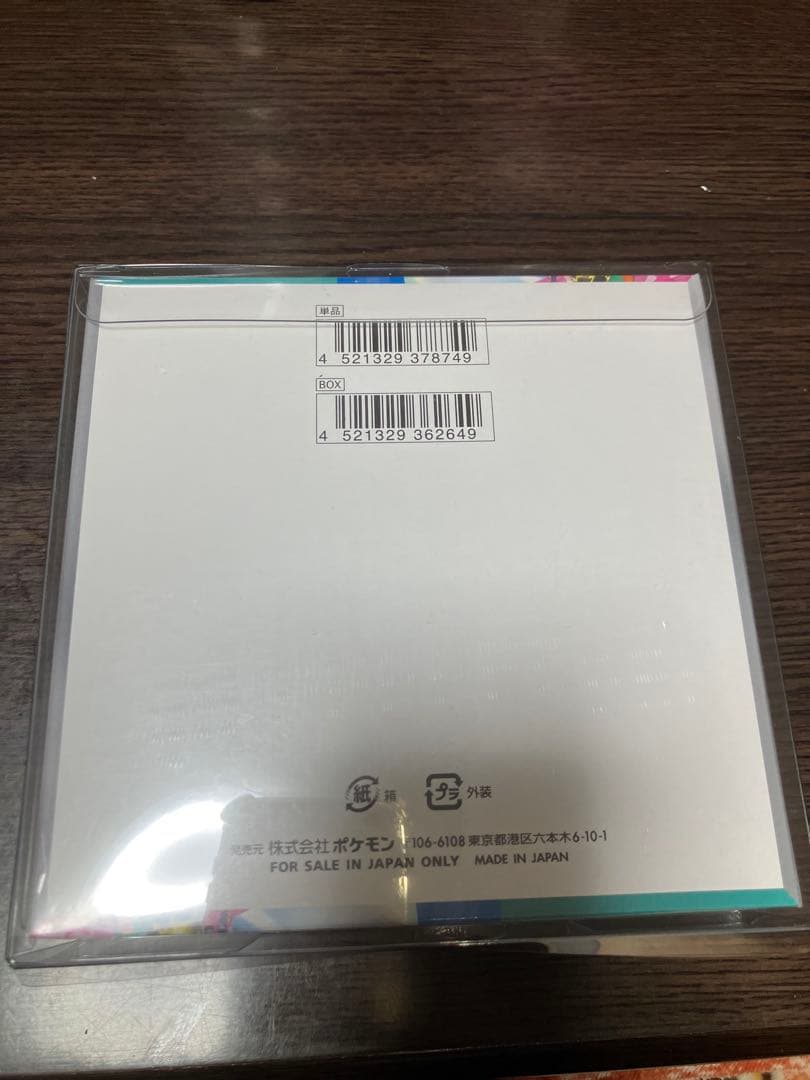 単品
4 521329 378749
BOX
4 521329 362649
紙 箱 プラ 外装
発売元 株式会社 ポケモン 〒106-6108 東京都港区六本木6-10-1
FOR SALE IN JAPAN ONLY MADE IN JAPAN